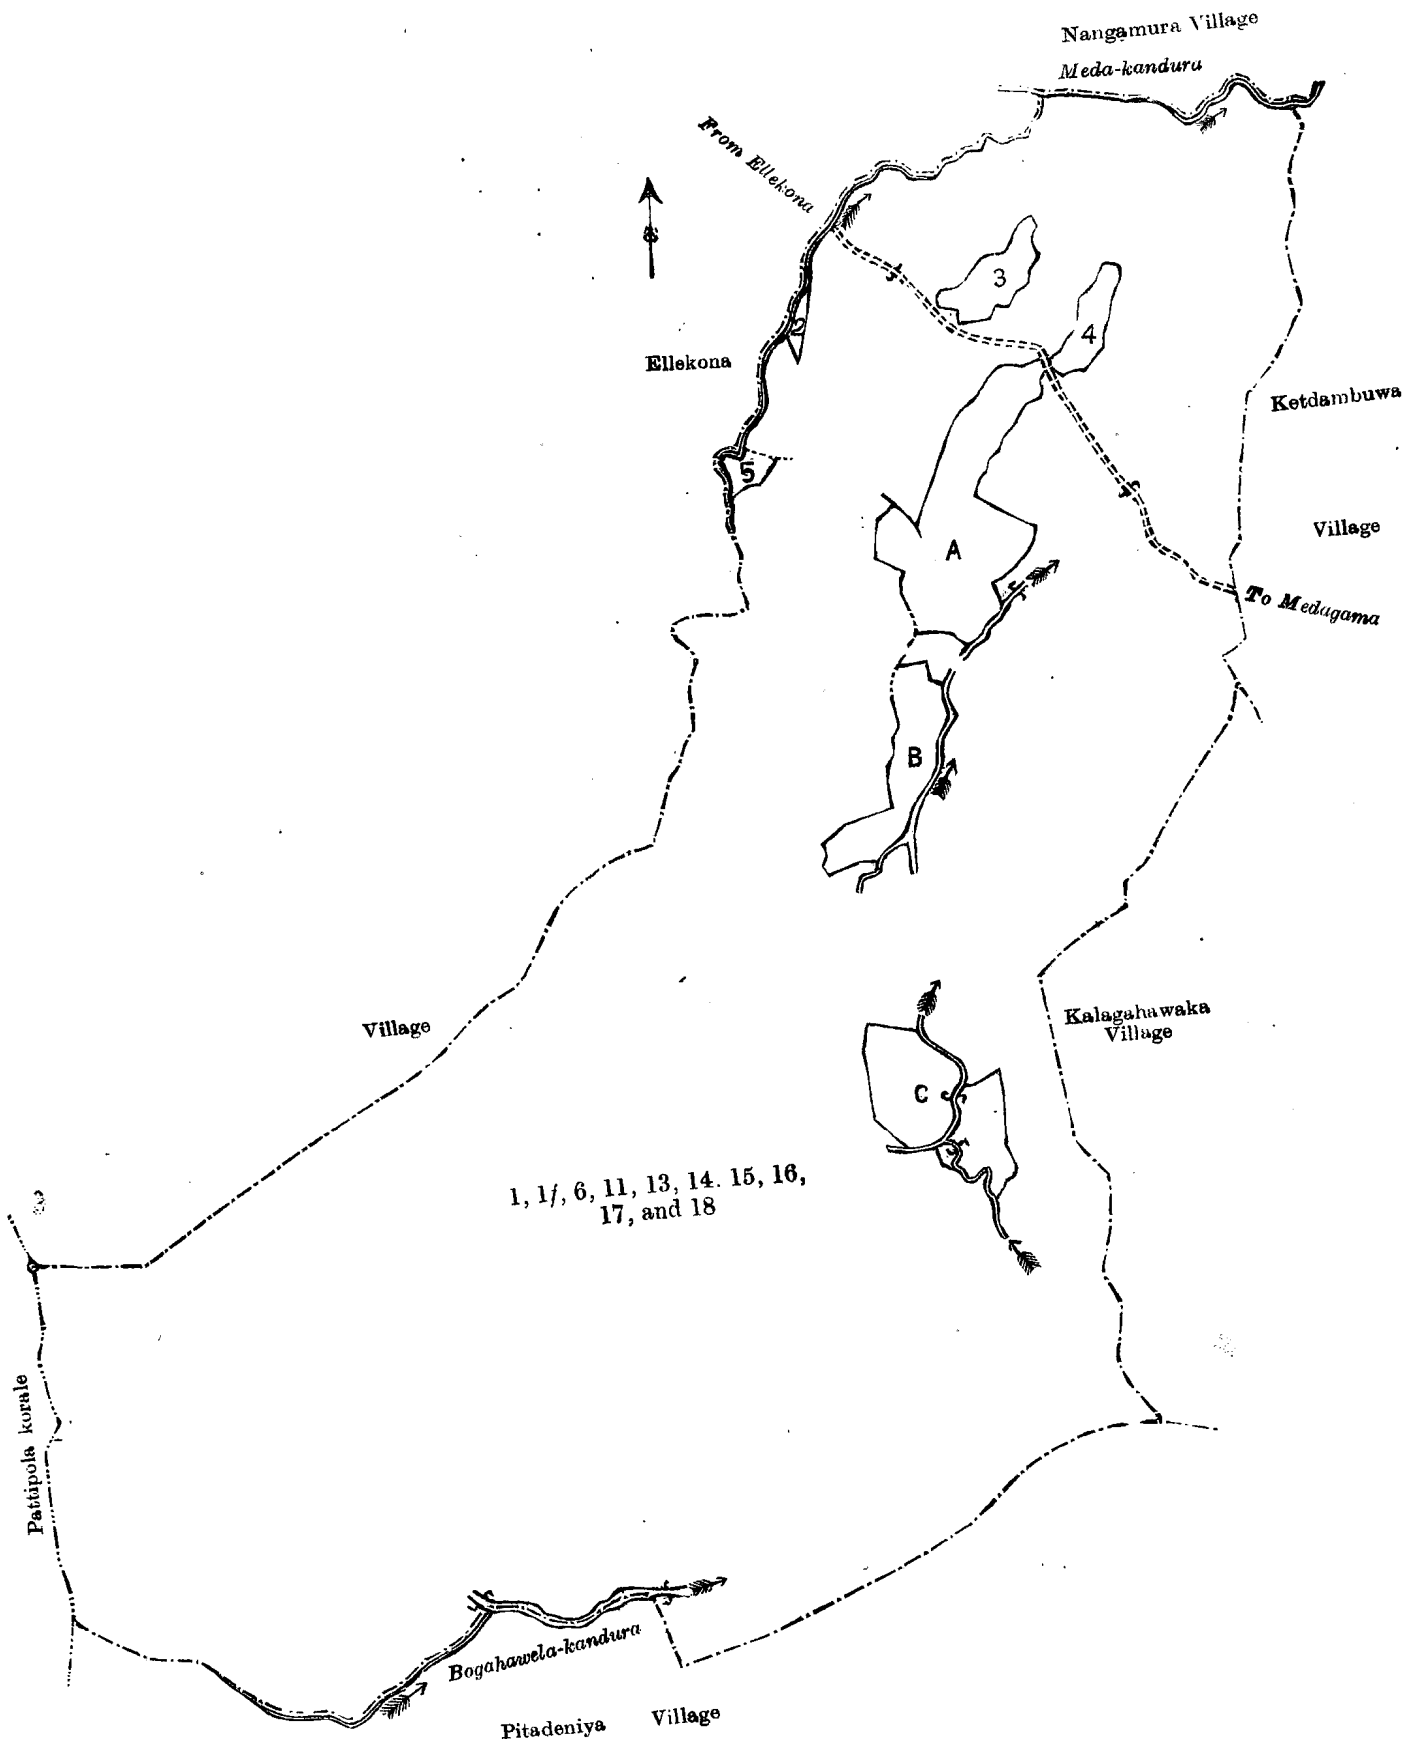 Nangamura Village
Meda-kandura
From Ellekona
3
4
2
Ellekona
Ketdambuwa
5
Village
A
To Medagama
B
Village
Kalagahawaka
Village
C
1, 1f, 6, 11, 13, 14. 15, 16,
17, and 18
Pattipola korale
Bogahawela-kandura
Pitadeniya Village